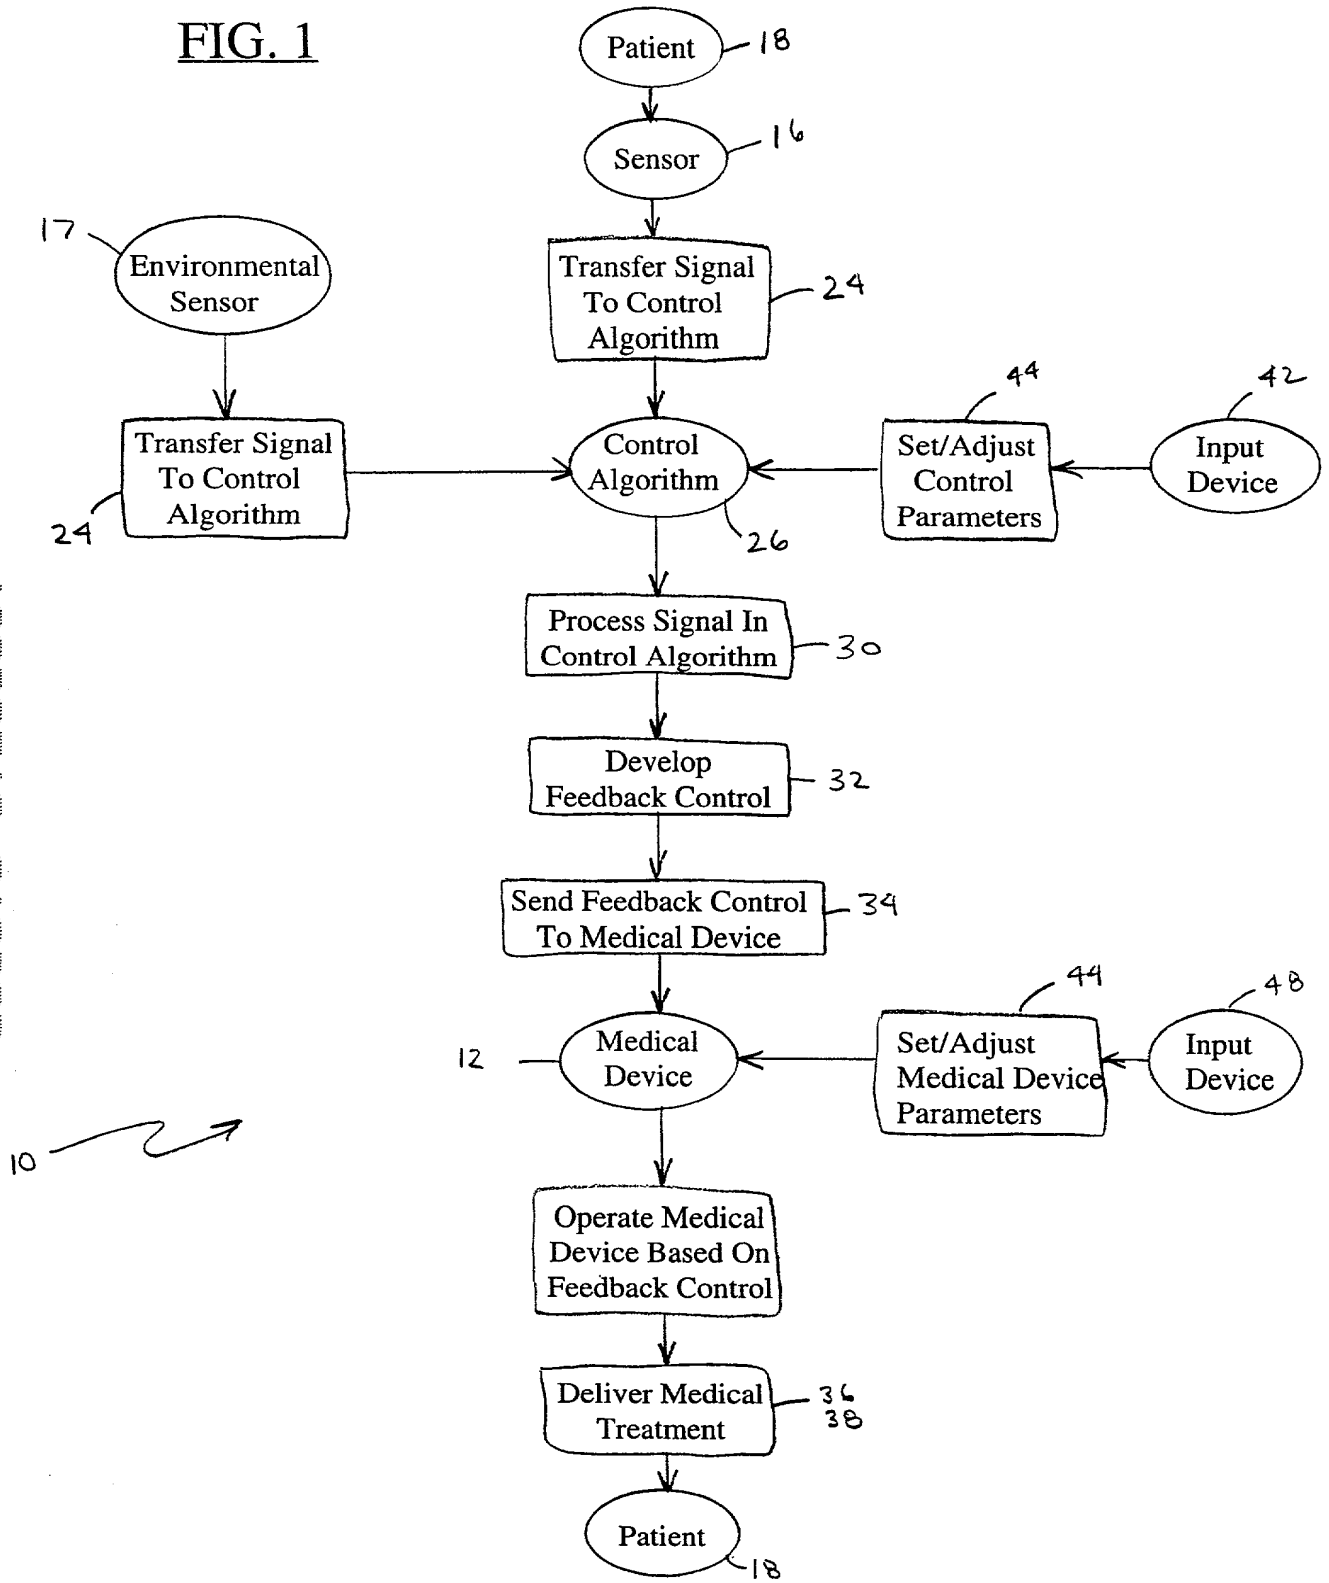 FIG. 1
Patient
18
Sensor
16
17
Environmental
Sensor
Transfer Signal
To Control
Algorithm
24
Transfer Signal
To Control
Algorithm
24
Control
Algorithm
26
44
Set/Adjust
Control
Parameters
42
Input
Device
Process Signal In
Control Algorithm
30
Develop
Feedback Control
32
Send Feedback Control
To Medical Device
34
12
Medical
Device
44
Set/Adjust
Medical Device
Parameters
48
Input
Device
10
Operate Medical
Device Based On
Feedback Control
Deliver Medical
Treatment
36
38
Patient
18